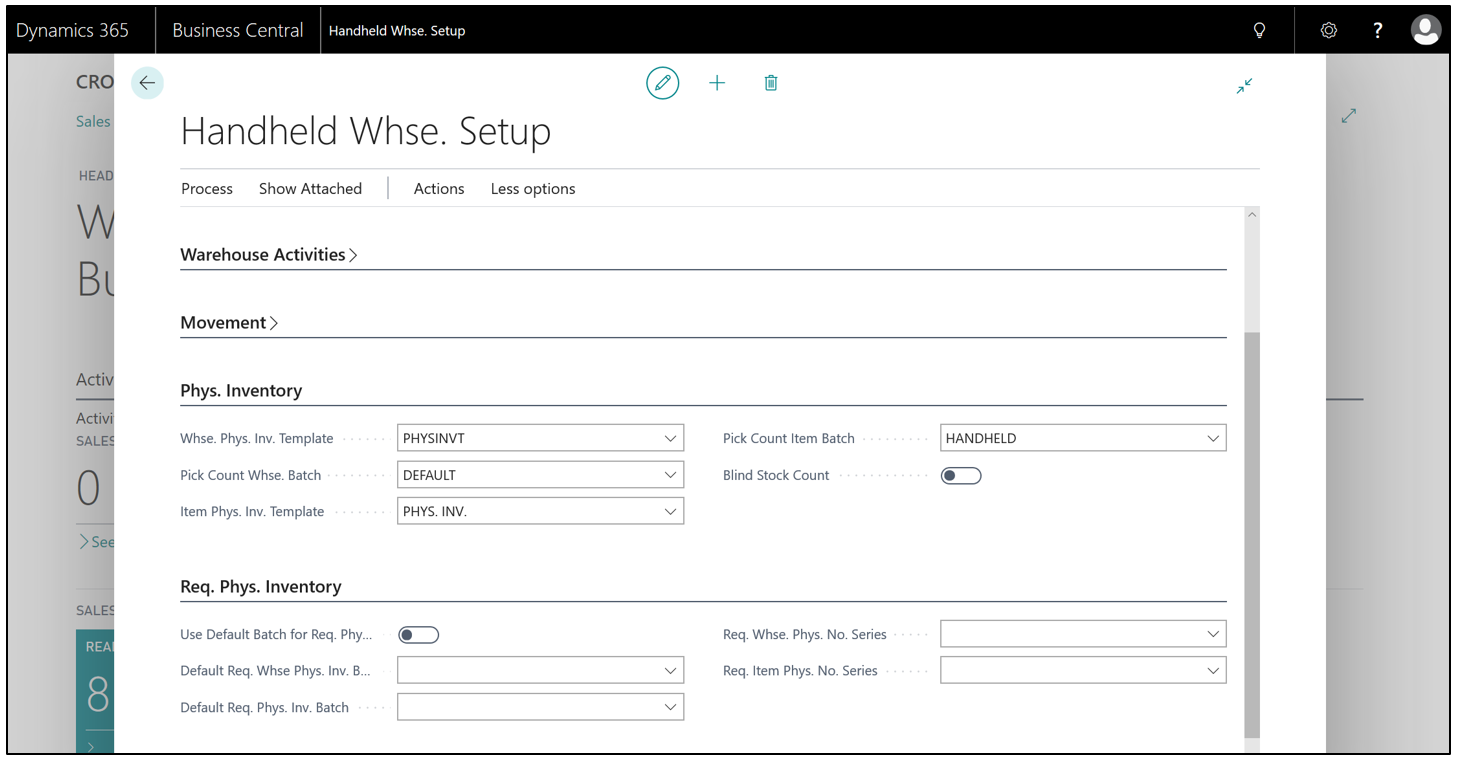 Dynamics 365 Business Central Handheld Whse. Setup ?
CRO
Sales
HEAD
W
Bu
Activ
Activi
SALES
0
See
SALES
REA
8
Handheld Whse. Setup
Process Show Attached Actions Less options
Warehouse Activities
Movement
Phys. Inventory
Whse. Phys. Inv. Template PHYSINVT Pick Count Item Batch HANDHELD
Pick Count Whse. Batch DEFAULT Blind Stock Count
Item Phys. Inv. Template PHYS. INV.
Req. Phys. Inventory
Use Default Batch for Req. Phy... Req. Whse. Phys. No. Series
Default Req. Whse Phys. Inv. B... Req. Item Phys. No. Series
Default Req. Phys. Inv. Batch